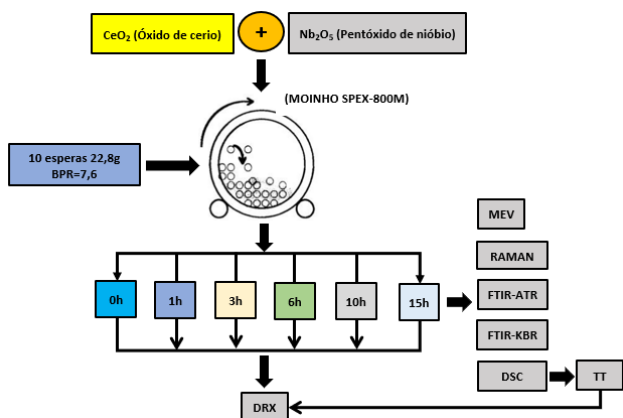 CeO₂ (Óxido de cerio)
+
Nb₂O₅ (Pentóxido de nióbio)
(MOINHO SPEX-800M)
10 esperas 22,8g
BPR=7,6
MEV
RAMAN
FTIR-ATR
FTIR-KBR
DSC
TT
0h
1h
3h
6h
10h
15h
DRX